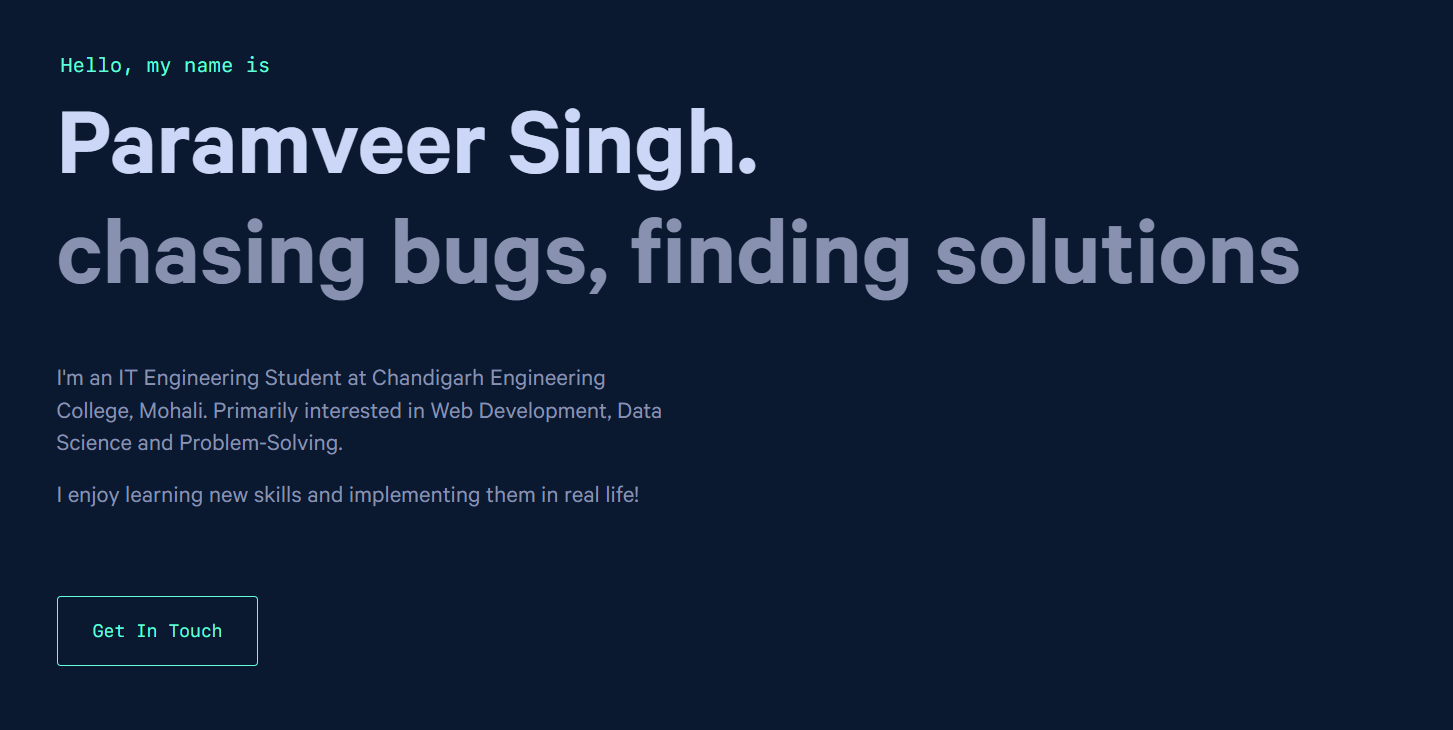 Hello, my name is
Paramveer Singh.
chasing bugs, finding solutions
I'm an IT Engineering Student at Chandigarh Engineering
College, Mohali. Primarily interested in Web Development, Data
Science and Problem-Solving.
I enjoy learning new skills and implementing them in real life!
Get In Touch